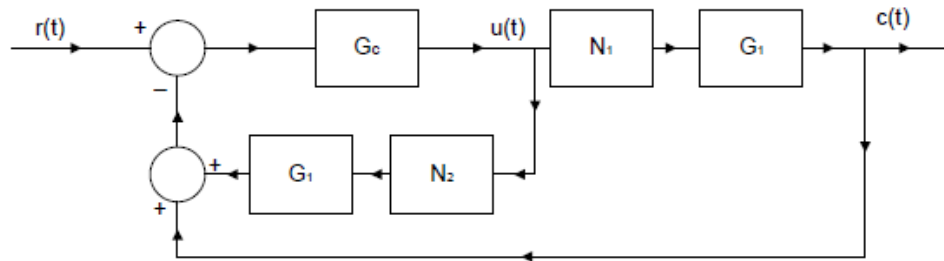 r(t) + Gc u(t) N₁ G₁ c(t)
−
+ G₁ N₂
+